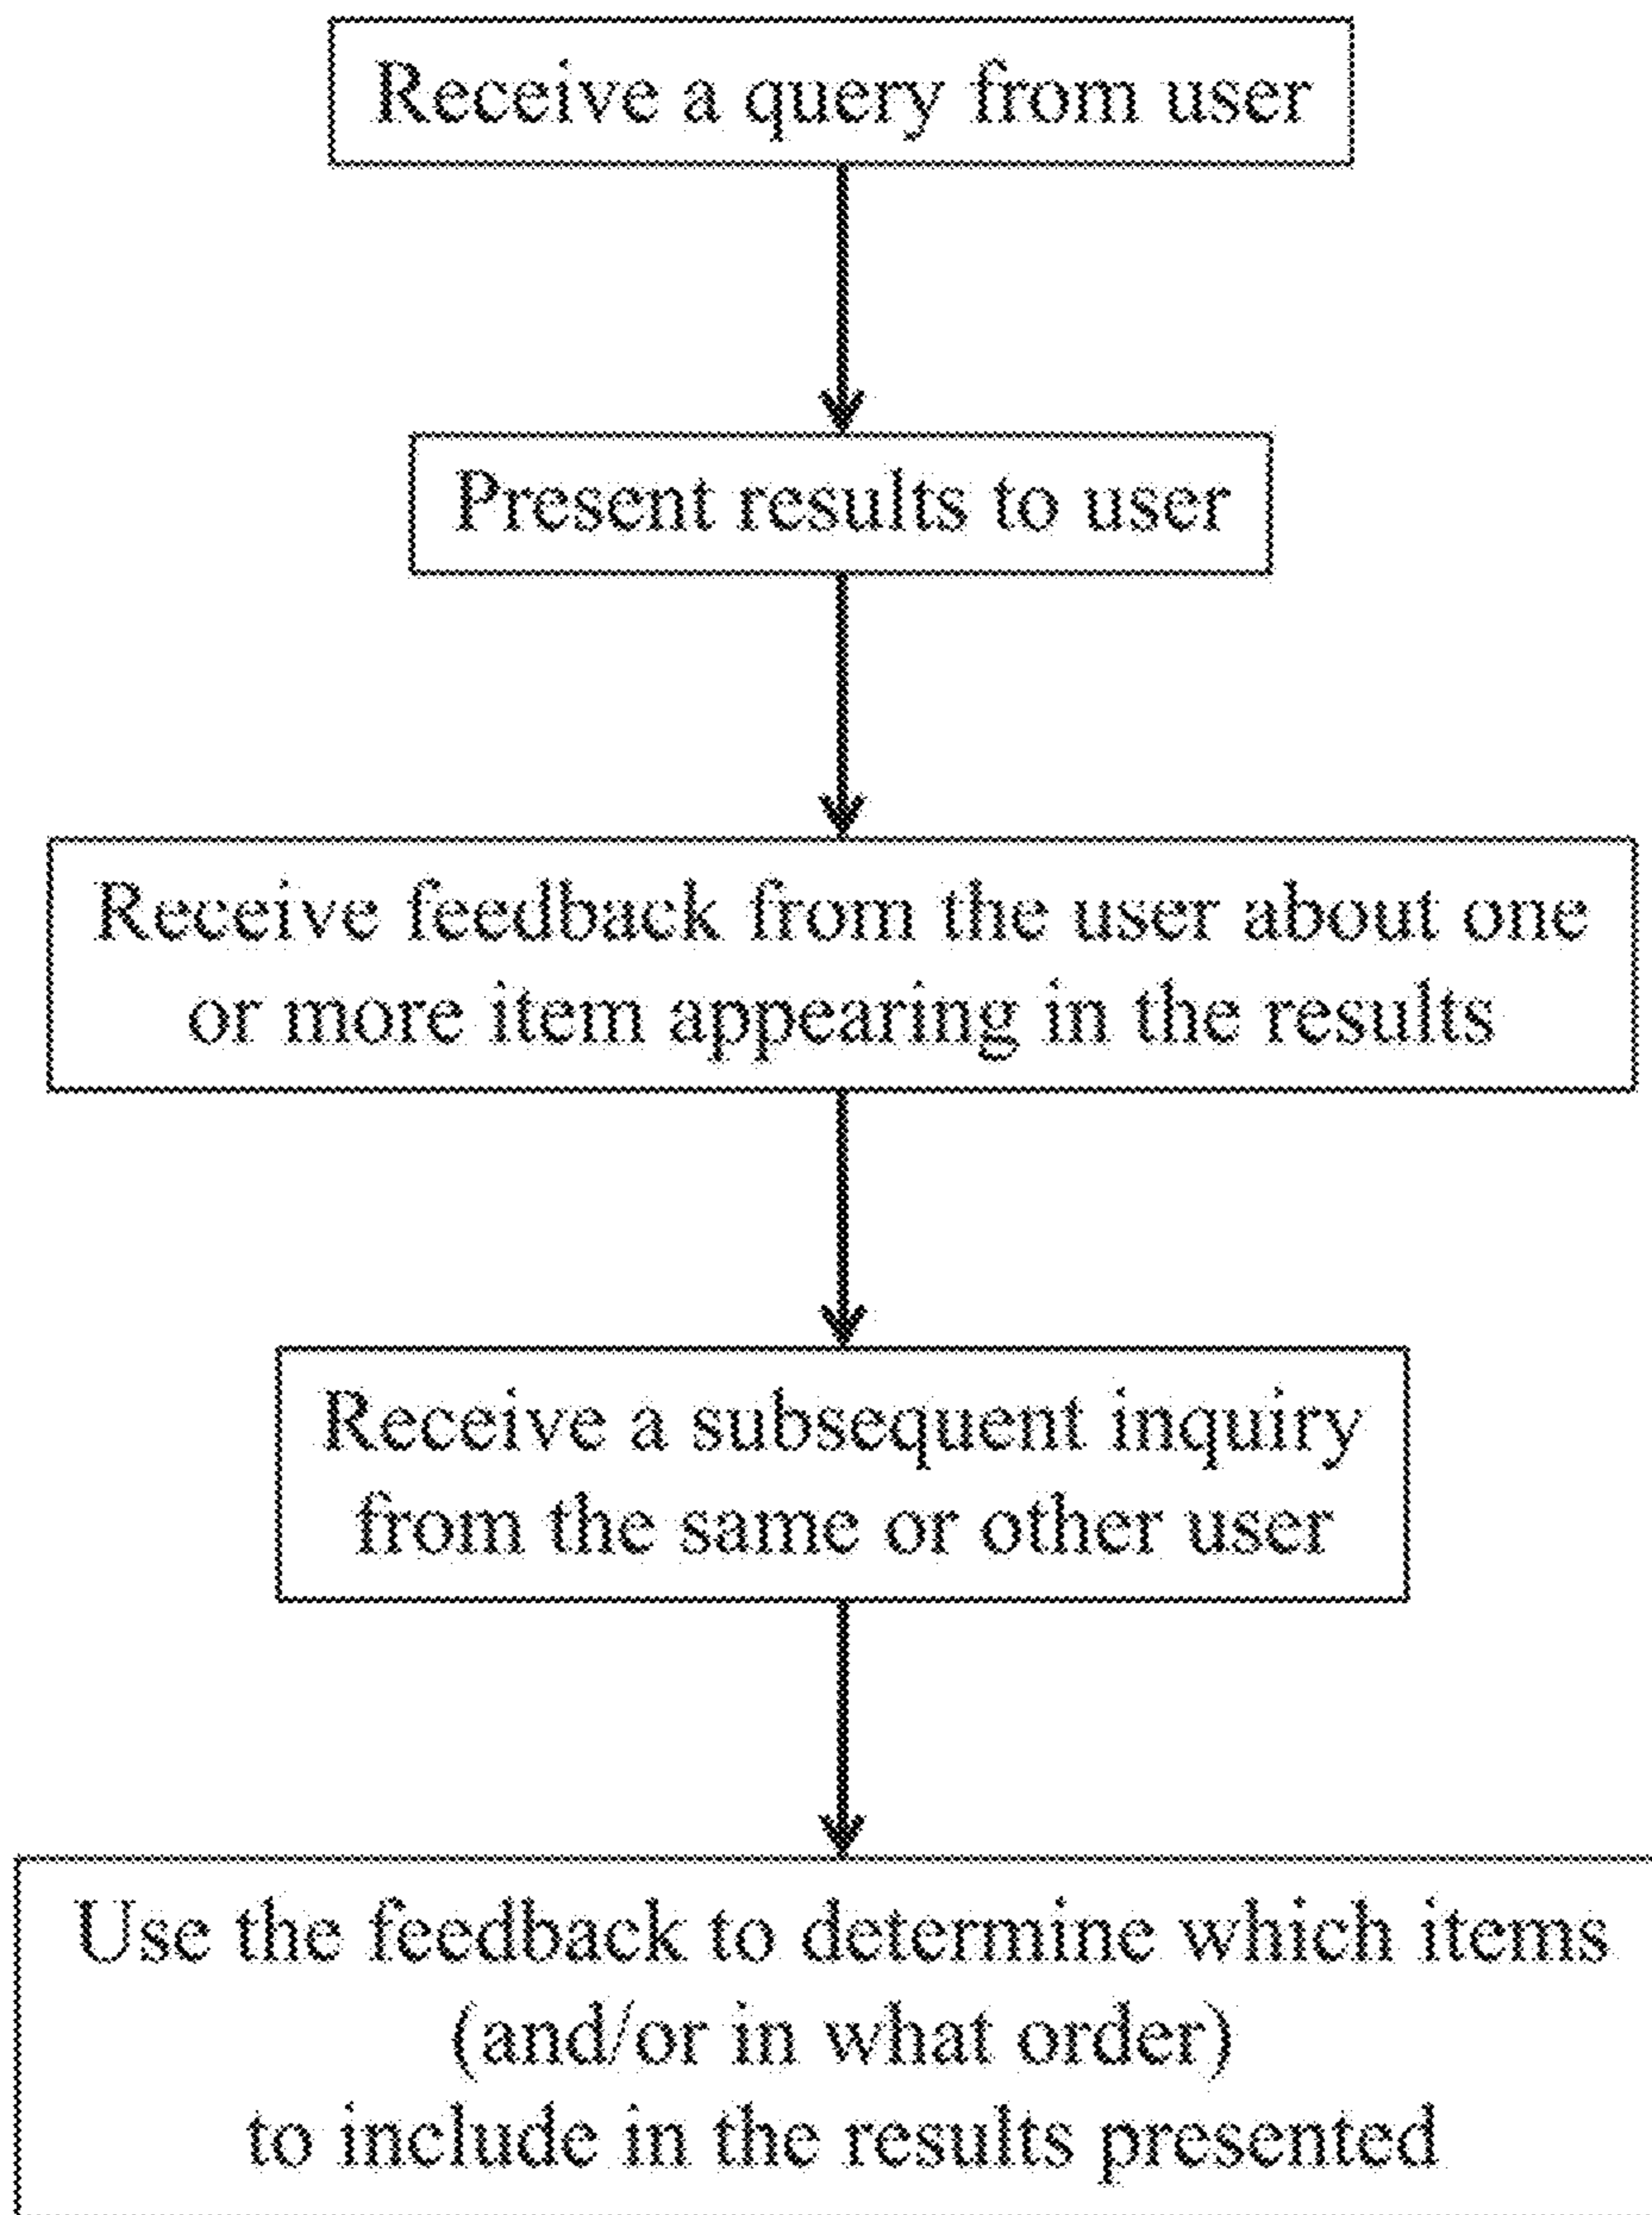 Receive a query from user
Present results to user
Receive feedback from the user about one
or more item appearing in the results
Receive a subsequent inquiry
from the same or other user
Use the feedback to determine which items
(and/or in what order)
to include in the results presented